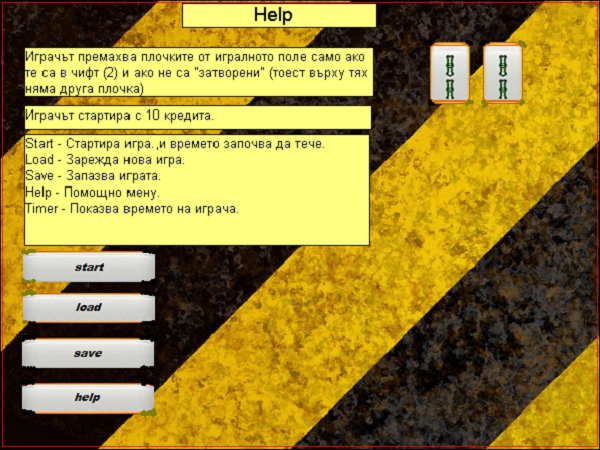 Help
Играчът премахва плочките от игралното поле само ако
те са в чифт (2) и ако не са "затворени" (тоест върху тях
няма друга плочка)
Играчът стартира с 10 кредита.
Start - Стартира игра. ,и времето започва да тече.
Load - Зарежда нова игра.
Save - Запазва играта.
Help - Помощно мену.
Timer - Показва времето на играча.
start
load
save
help